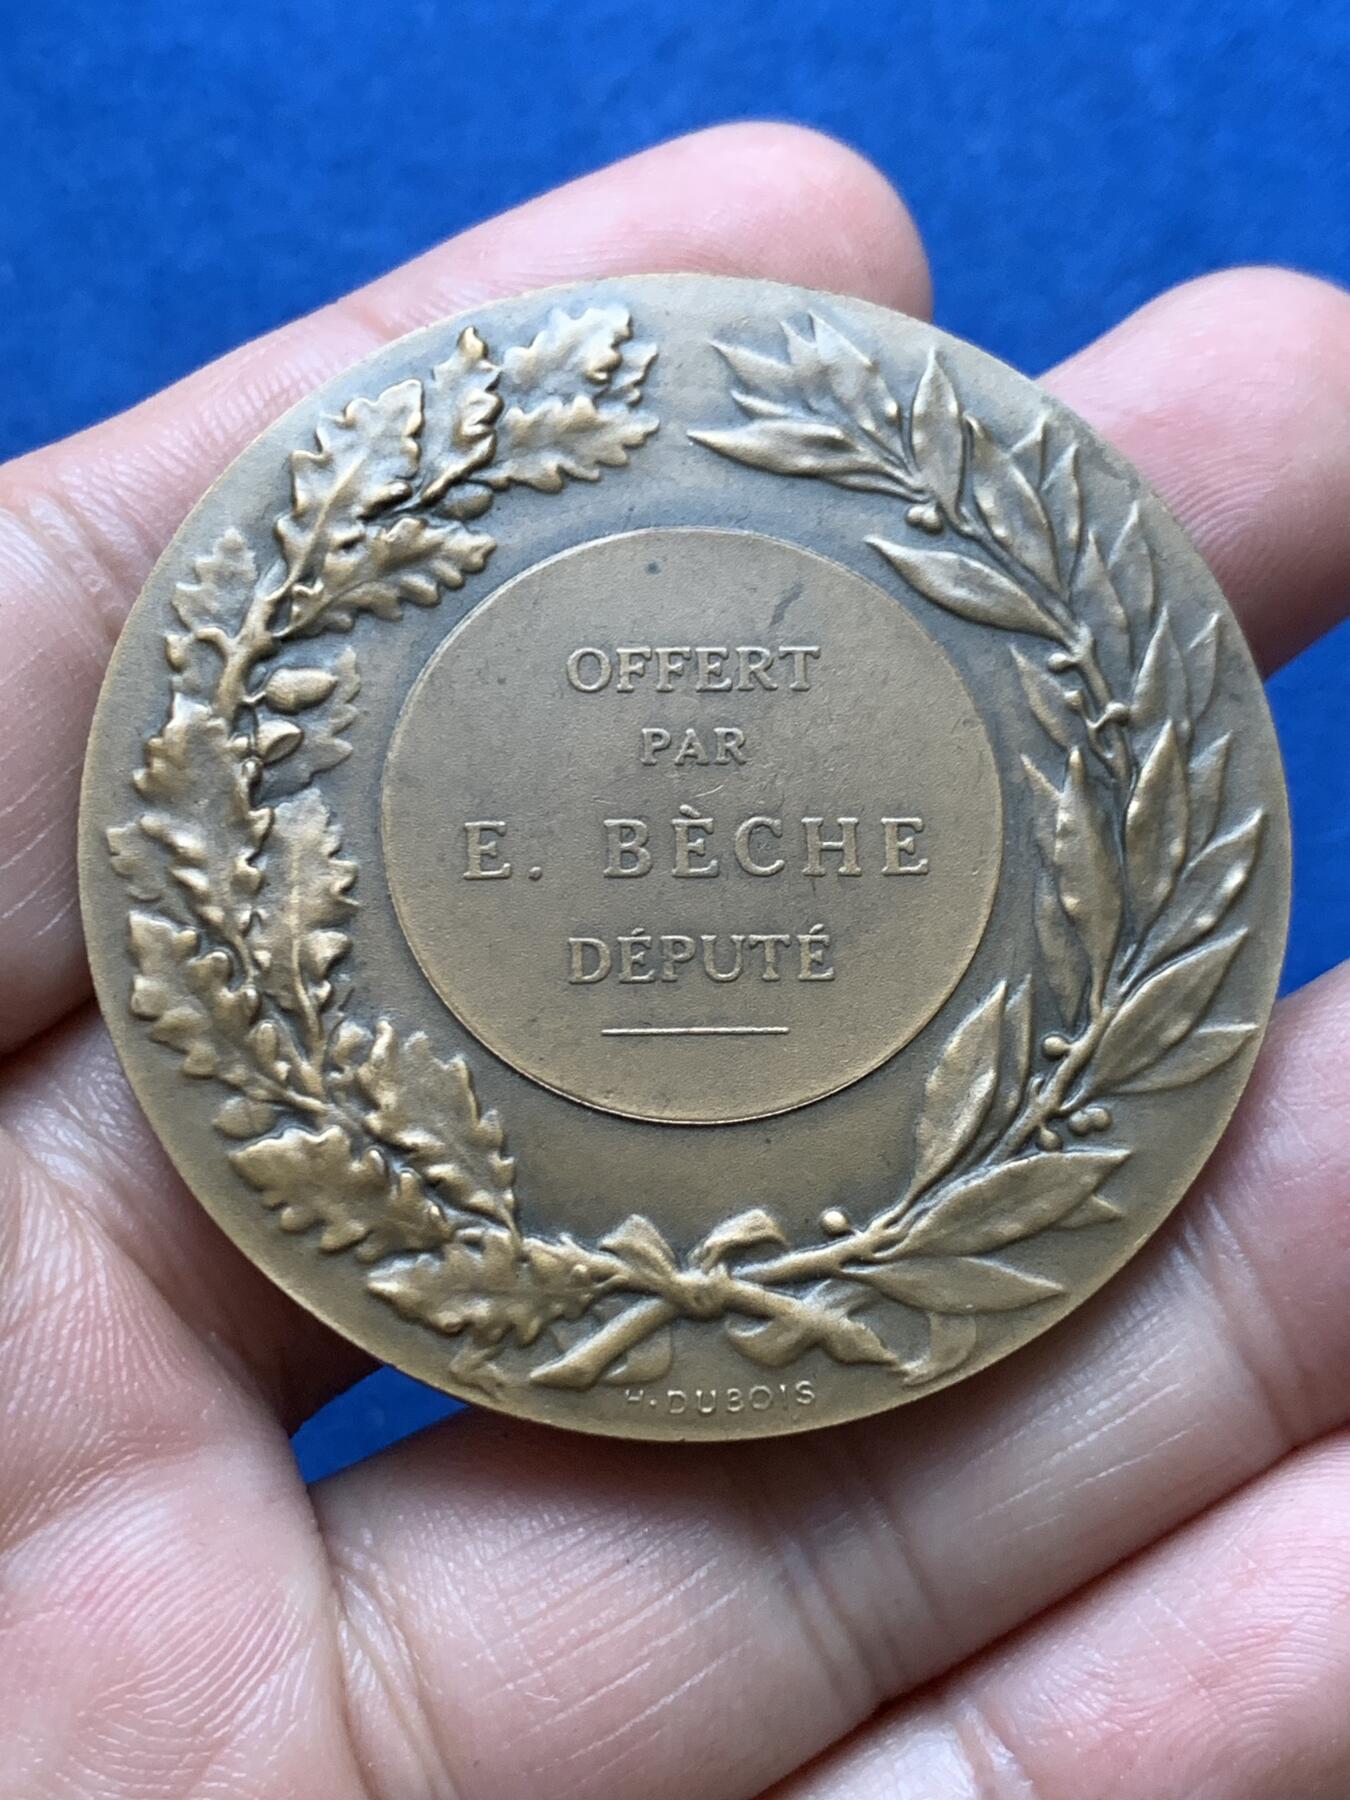 OFFERT
PAR
E. BÈCHE
DÉPUTÉ
H. DUBOIS